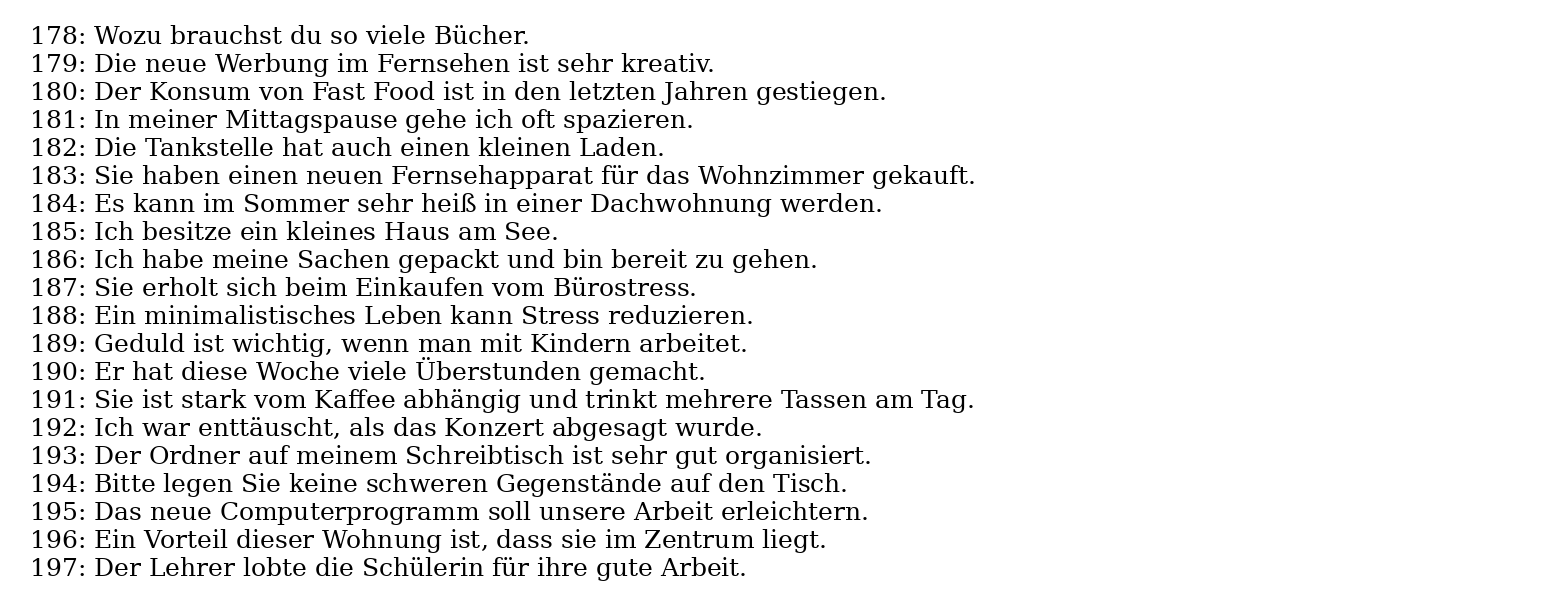 178: Wozu brauchst du so viele Bücher.
179: Die neue Werbung im Fernsehen ist sehr kreativ.
180: Der Konsum von Fast Food ist in den letzten Jahren gestiegen.
181: In meiner Mittagspause gehe ich oft spazieren.
182: Die Tankstelle hat auch einen kleinen Laden.
183: Sie haben einen neuen Fernsehapparat für das Wohnzimmer gekauft.
184: Es kann im Sommer sehr heiß in einer Dachwohnung werden.
185: Ich besitze ein kleines Haus am See.
186: Ich habe meine Sachen gepackt und bin bereit zu gehen.
187: Sie erholt sich beim Einkaufen vom Bürostress.
188: Ein minimalistisches Leben kann Stress reduzieren.
189: Geduld ist wichtig, wenn man mit Kindern arbeitet.
190: Er hat diese Woche viele Überstunden gemacht.
191: Sie ist stark vom Kaffee abhängig und trinkt mehrere Tassen am Tag.
192: Ich war enttäuscht, als das Konzert abgesagt wurde.
193: Der Ordner auf meinem Schreibtisch ist sehr gut organisiert.
194: Bitte legen Sie keine schweren Gegenstände auf den Tisch.
195: Das neue Computerprogramm soll unsere Arbeit erleichtern.
196: Ein Vorteil dieser Wohnung ist, dass sie im Zentrum liegt.
197: Der Lehrer lobte die Schülerin für ihre gute Arbeit.